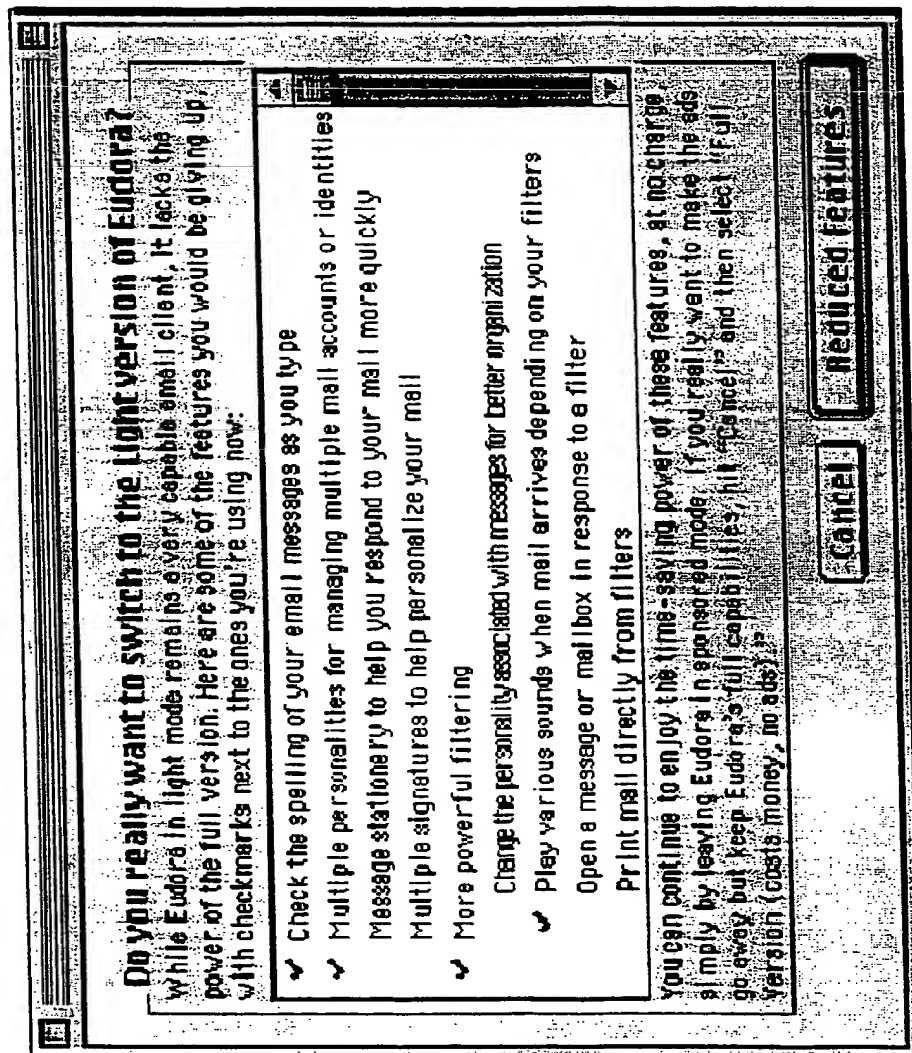 Do you really want to switch to the Light version of Eudora?
While Eudora in light mode remains a very capable email client, it lacks the
power of the full version. Here are some of the features you would be giving up,
with checkmarks next to the ones you're using now:
✓ Check the spelling of your email messages as you type
✓ Multiple personalities for managing multiple mail accounts or identities
Message stationery to help you respond to your mail more quickly
Multiple signatures to help personalize your mail
✓ More powerful filtering
Change the personality associated with messages for better organization
✓ Play various sounds when mail arrives depending on your filters
Open a message or mailbox in response to a filter
Print mail directly from filters
You can continue to enjoy the time-saving power of these features, at no charge,
simply by leaving Eudora in sponsored mode. If you really want to make the ads
go away but keep Eudora's full capabilities, hit "Cancel" and then select "Full
Version (costs money, no ads)."
Cancel
Reduced Features